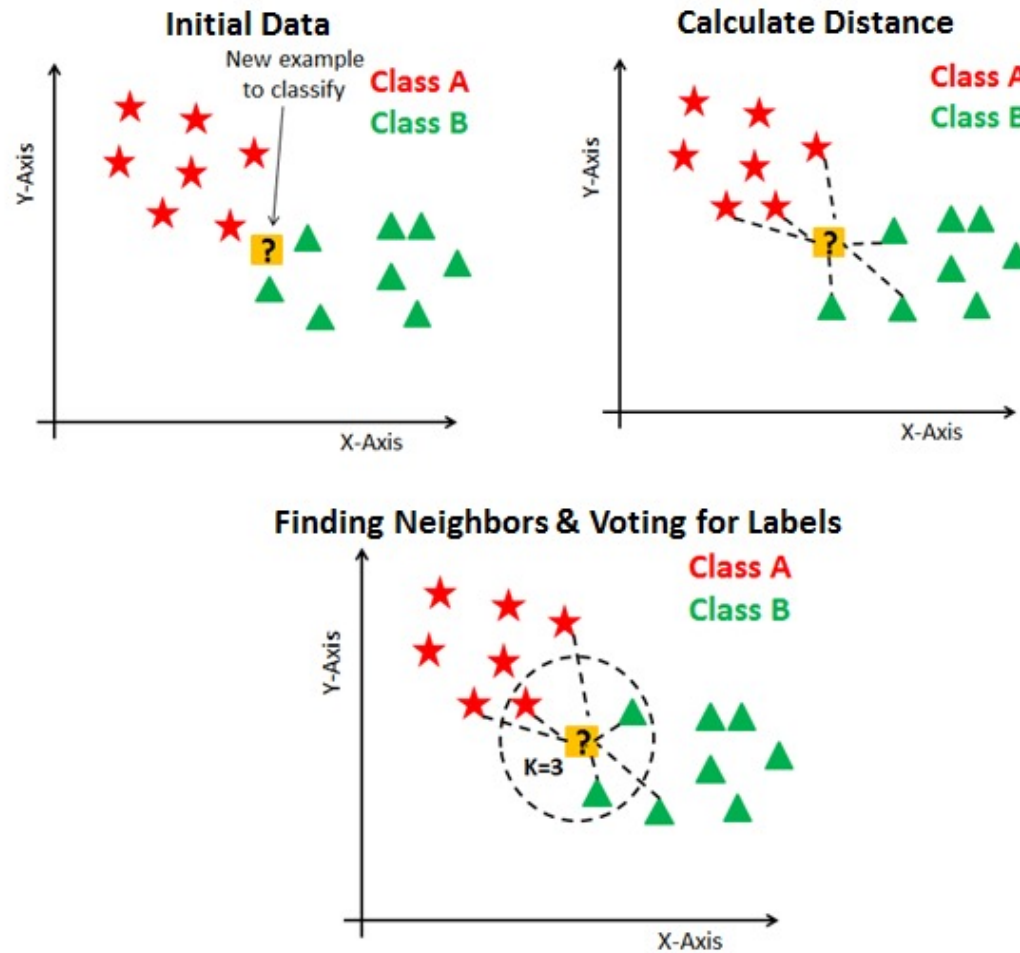 Initial Data
New example
to classify
Class A
Class B
Y-Axis
?
X-Axis
Calculate Distance
Class A
Class B
Y-Axis
?
X-Axis
Finding Neighbors & Voting for Labels
Class A
Class B
Y-Axis
?
K=3
X-Axis